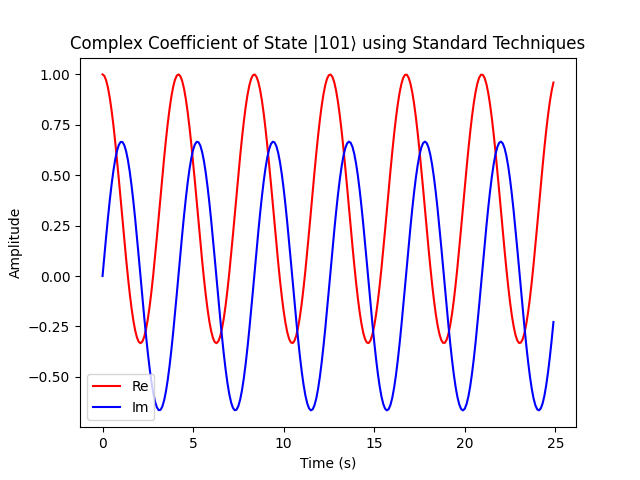 Complex Coefficient of State |101⟩ using Standard Techniques
1.00
0.75
0.50
0.25
0.00
−0.25
−0.50
Amplitude
Re
Im
0 5 10 15 20 25
Time (s)